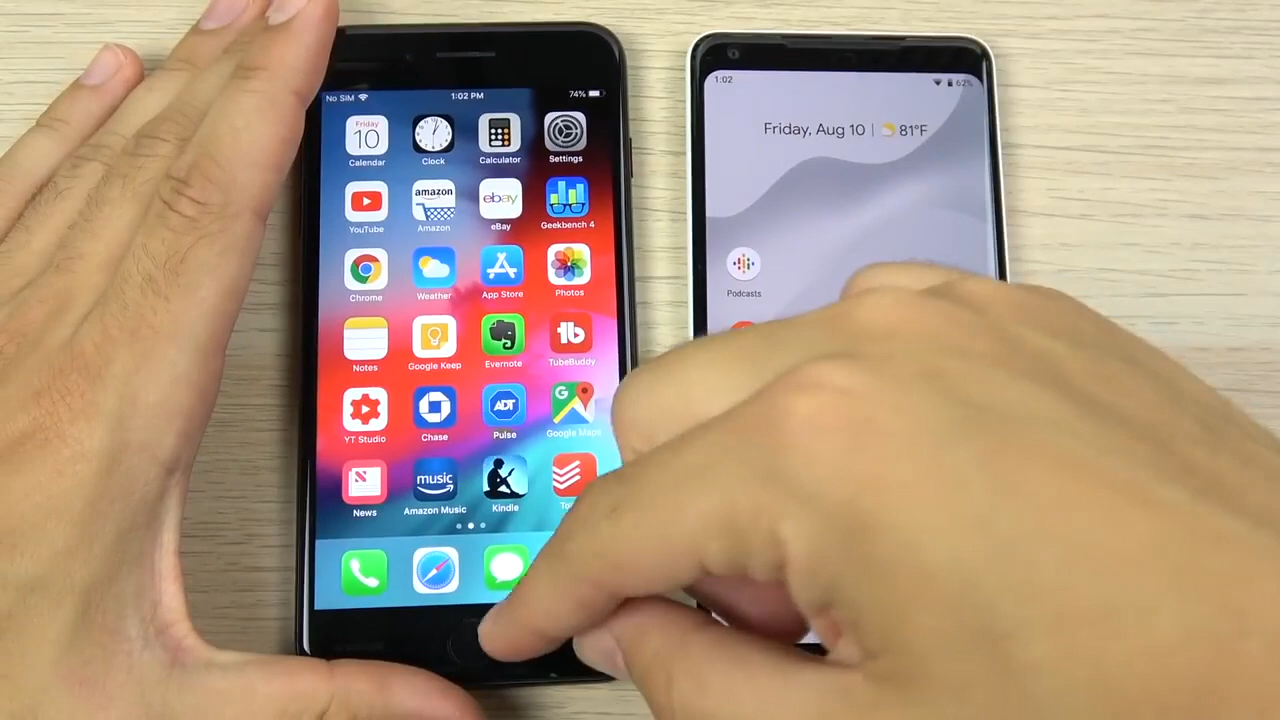 No SIM
1:02 PM
74%
Friday
10
Calendar
Clock
Calculator
Settings
YouTube
amazon
Amazon
ebay
eBay
Geekbench 4
Chrome
Weather
App Store
Photos
Notes
Google Keep
Evernote
tb
TubeBuddy
YT Studio
Chase
ADT
Pulse
G
Google Maps
News
music
Amazon Music
Kindle
1:02
62%
Friday, Aug 10 | 81°F
Podcasts